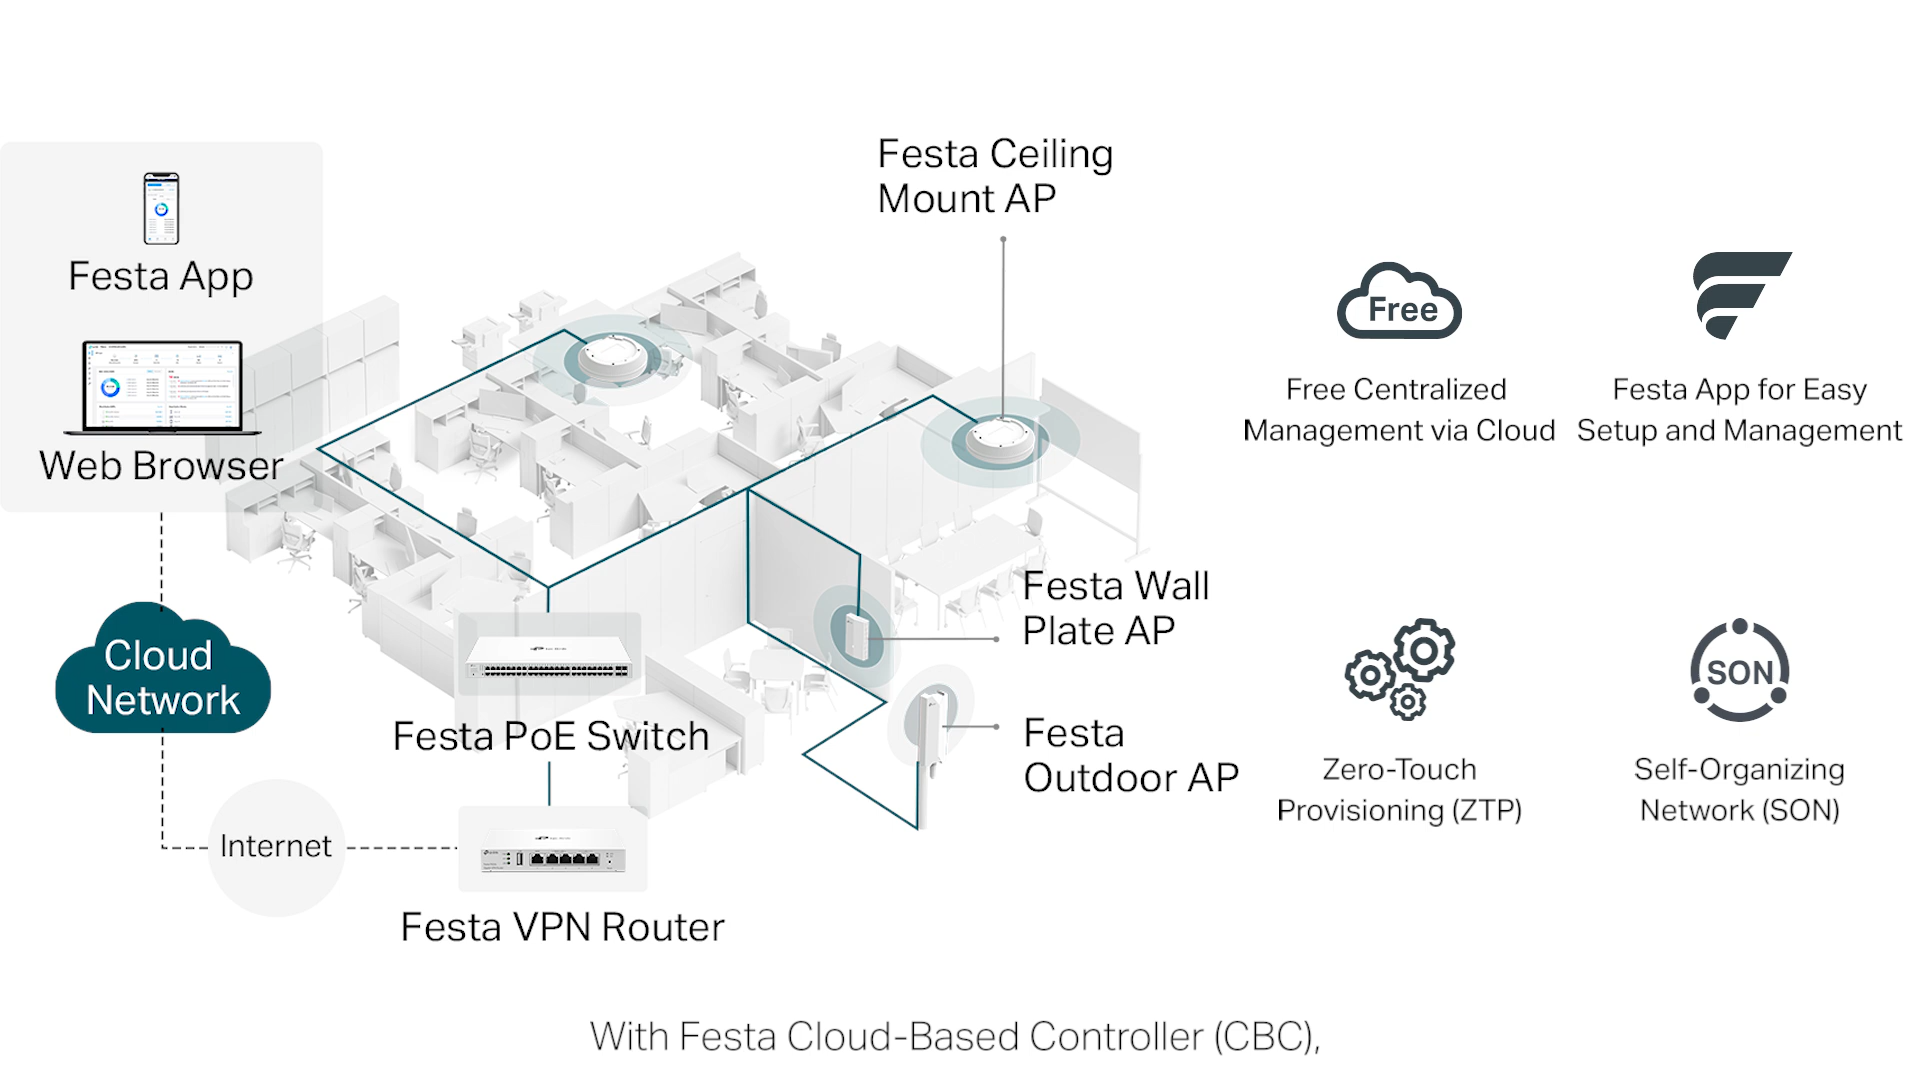 Festa App
Web Browser
Cloud
Network
Internet
Festa PoE Switch
Festa VPN Router
Festa Ceiling
Mount AP
Festa Wall
Plate AP
Festa
Outdoor AP
Free
Free Centralized
Management via Cloud
Festa App for Easy
Setup and Management
Zero-Touch
Provisioning (ZTP)
SON
Self-Organizing
Network (SON)
With Festa Cloud-Based Controller (CBC),